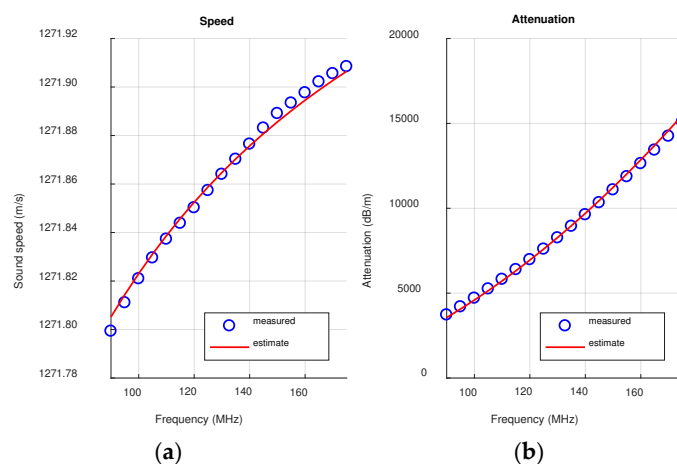 Speed
1271.92
1271.90
1271.88
1271.86
1271.84
1271.82
1271.80
1271.78
Sound speed (m/s)
measured
estimate
100 120 140 160
Frequency (MHz)
(a)
Attenuation
20000
15000
10000
5000
0
Attenuation (dB/m)
measured
estimate
100 120 140 160
Frequency (MHz)
(b)